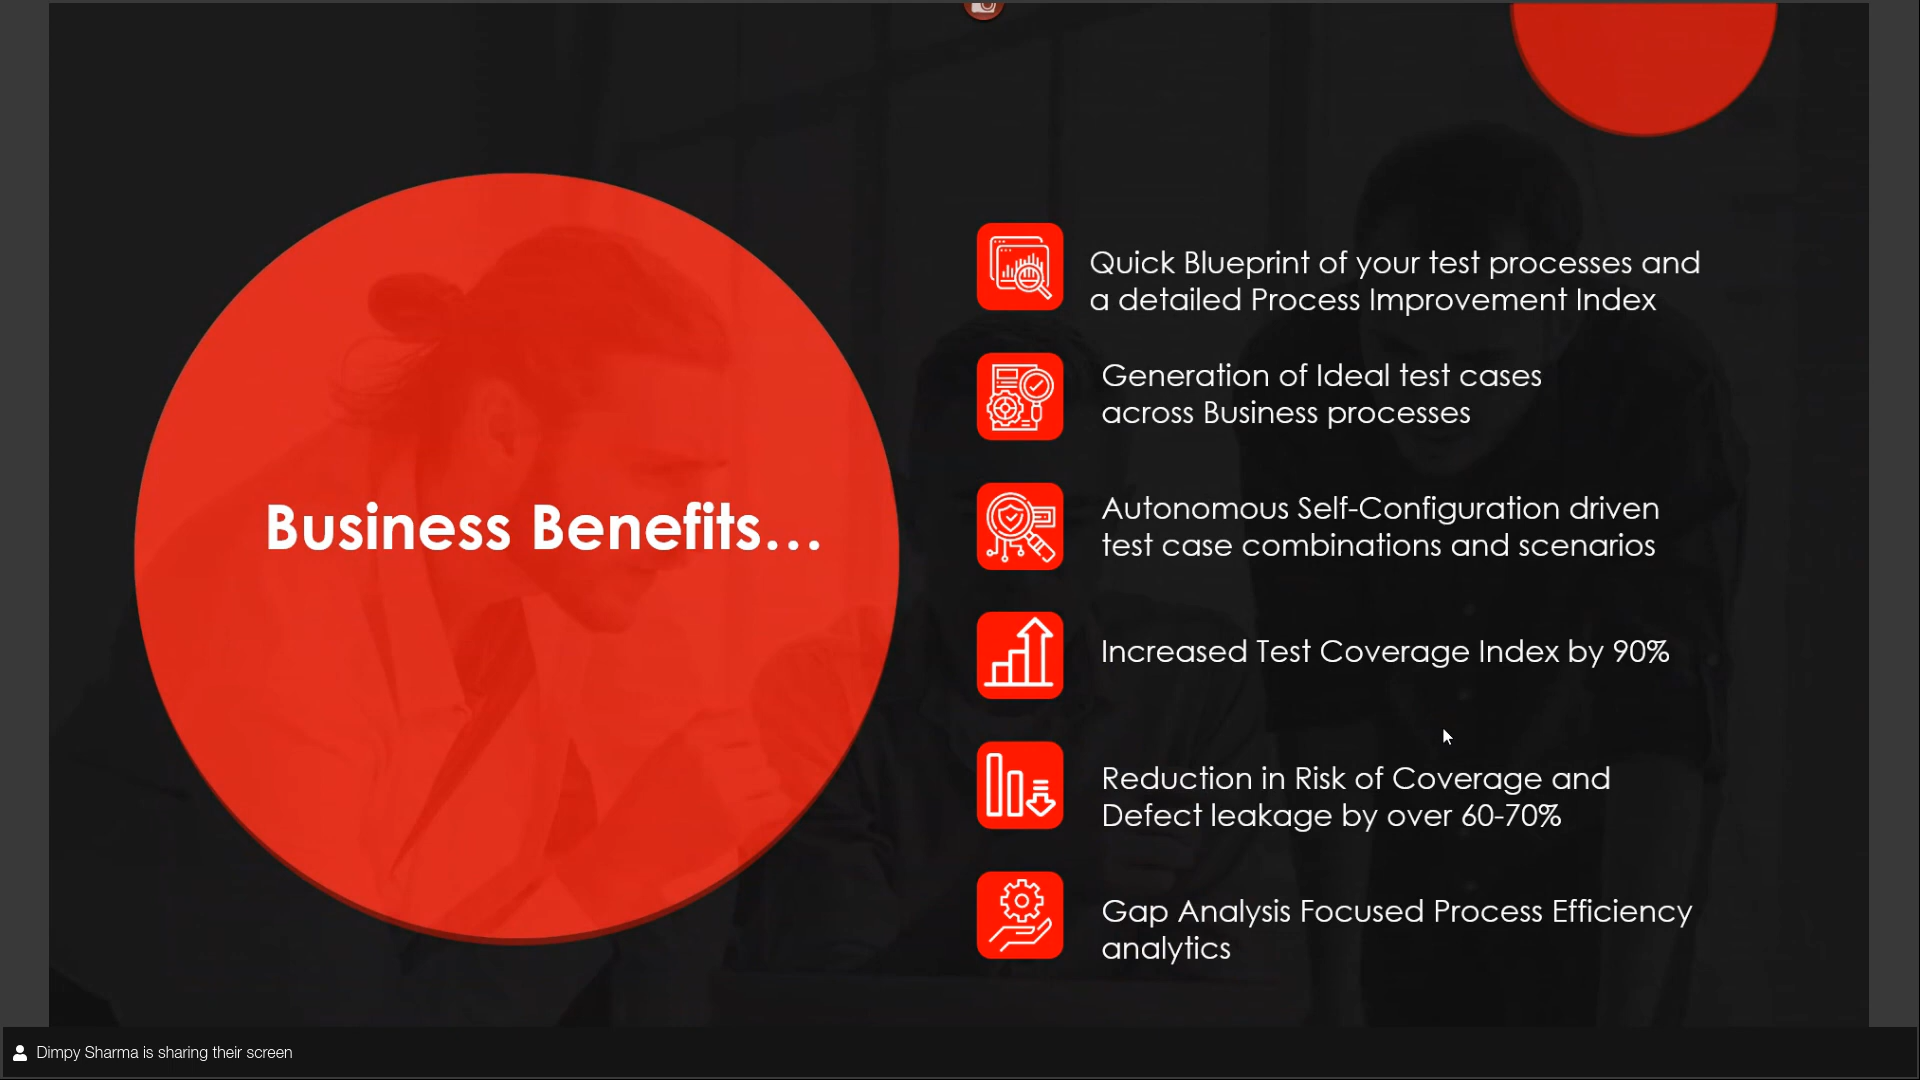 Business Benefits...
Quick Blueprint of your test processes and
a detailed Process Improvement Index
Generation of Ideal test cases
across Business processes
Autonomous Self-Configuration driven
test case combinations and scenarios
Increased Test Coverage Index by 90%
Reduction in Risk of Coverage and
Defect leakage by over 60-70%
Gap Analysis Focused Process Efficiency
analytics
Dimpy Sharma is sharing their screen